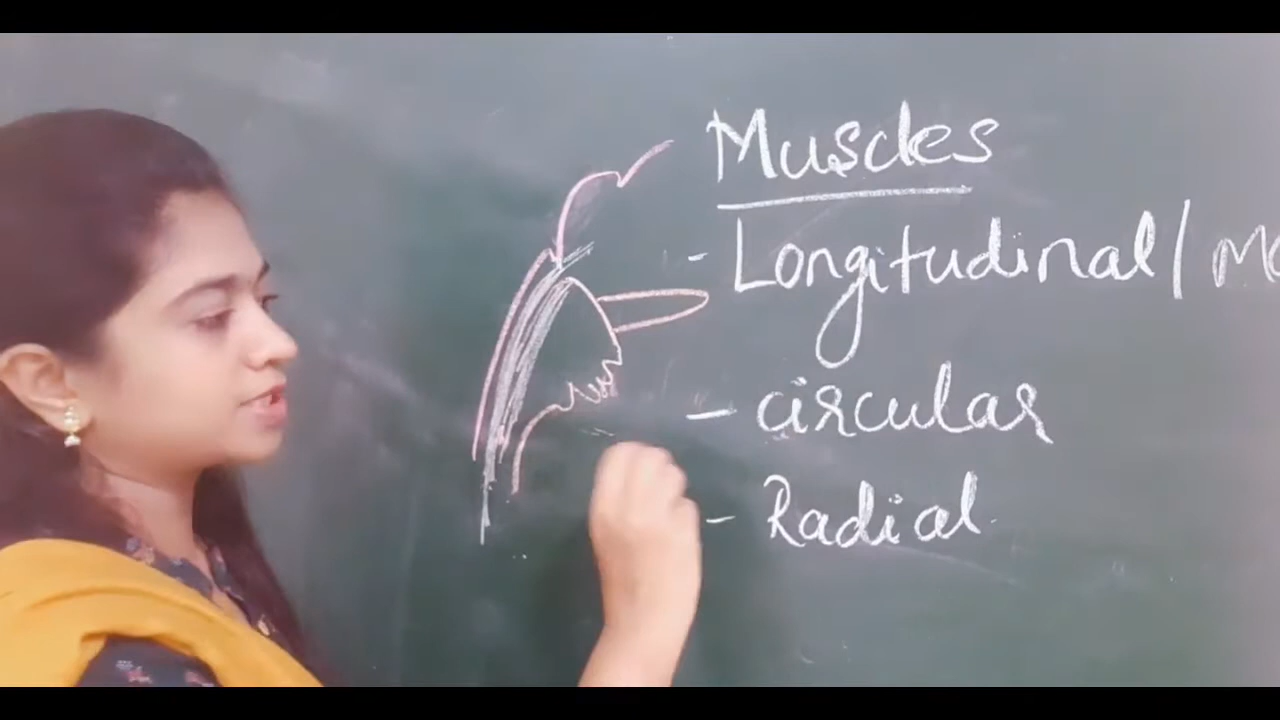 Muscles
- Longitudinal /
- circular
- Radial